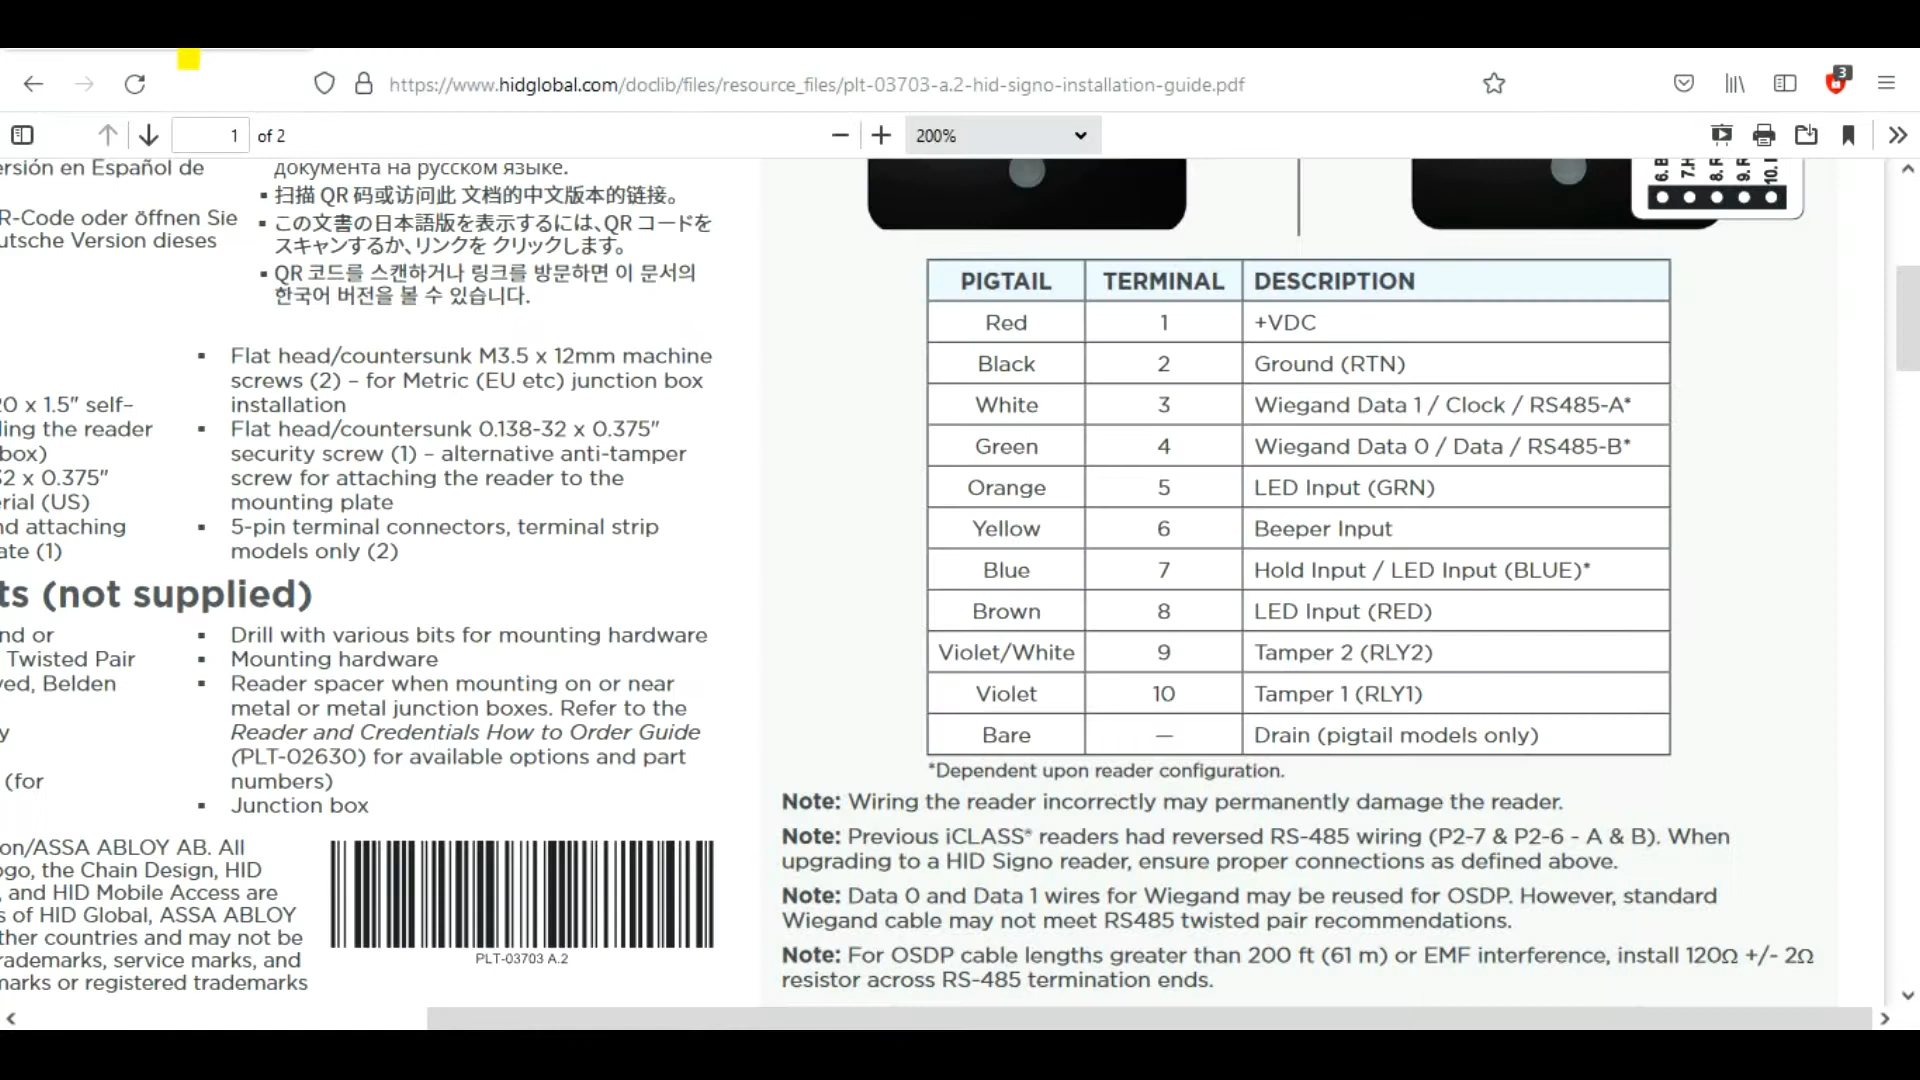 https://www.hidglobal.com/doclib/files/resource_files/plt-03703-a.2-hid-signo-installation-guide.pdf
3
1 of 2
200%
ersión en Español de
R-Code oder öffnen Sie
utsche Version dieses
документа на русском языке.
▪ 扫描 QR 码或访问此 文档的中文版本的链接。
▪ この文書の日本語版を表示するには、QR コードを
スキャンするか、リンクを クリックします。
▪ QR 코드를 스캔하거나 링크를 방문하면 이 문서의
한국어 버전을 볼 수 있습니다.
20 x 1.5" self-
ling the reader
box)
32 x 0.375"
erial (US)
nd attaching
ate (1)
▪ Flat head/countersunk M3.5 x 12mm machine
screws (2) – for Metric (EU etc) junction box
installation
▪ Flat head/countersunk 0.138-32 x 0.375"
security screw (1) – alternative anti-tamper
screw for attaching the reader to the
mounting plate
▪ 5-pin terminal connectors, terminal strip
models only (2)
ts (not supplied)
nd or
Twisted Pair
ved, Belden
y
(for
▪ Drill with various bits for mounting hardware
▪ Mounting hardware
▪ Reader spacer when mounting on or near
metal or metal junction boxes. Refer to the
Reader and Credentials How to Order Guide
(PLT-02630) for available options and part
numbers)
▪ Junction box
on/ASSA ABLOY AB. All
ogo, the Chain Design, HID
, and HID Mobile Access are
s of HID Global, ASSA ABLOY
ther countries and may not be
rademarks, service marks, and
marks or registered trademarks
PLT-03703 A.2
6. B
7.H
8. R
9. R
10.
PIGTAIL TERMINAL DESCRIPTION
Red 1 +VDC
Black 2 Ground (RTN)
White 3 Wiegand Data 1 / Clock / RS485-A*
Green 4 Wiegand Data 0 / Data / RS485-B*
Orange 5 LED Input (GRN)
Yellow 6 Beeper Input
Blue 7 Hold Input / LED Input (BLUE)*
Brown 8 LED Input (RED)
Violet/White 9 Tamper 2 (RLY2)
Violet 10 Tamper 1 (RLY1)
Bare — Drain (pigtail models only)
*Dependent upon reader configuration.
Note: Wiring the reader incorrectly may permanently damage the reader.
Note: Previous iCLASS® readers had reversed RS-485 wiring (P2-7 & P2-6 - A & B). When
upgrading to a HID Signo reader, ensure proper connections as defined above.
Note: Data 0 and Data 1 wires for Wiegand may be reused for OSDP. However, standard
Wiegand cable may not meet RS485 twisted pair recommendations.
Note: For OSDP cable lengths greater than 200 ft (61 m) or EMF interference, install 120Ω +/- 2Ω
resistor across RS-485 termination ends.